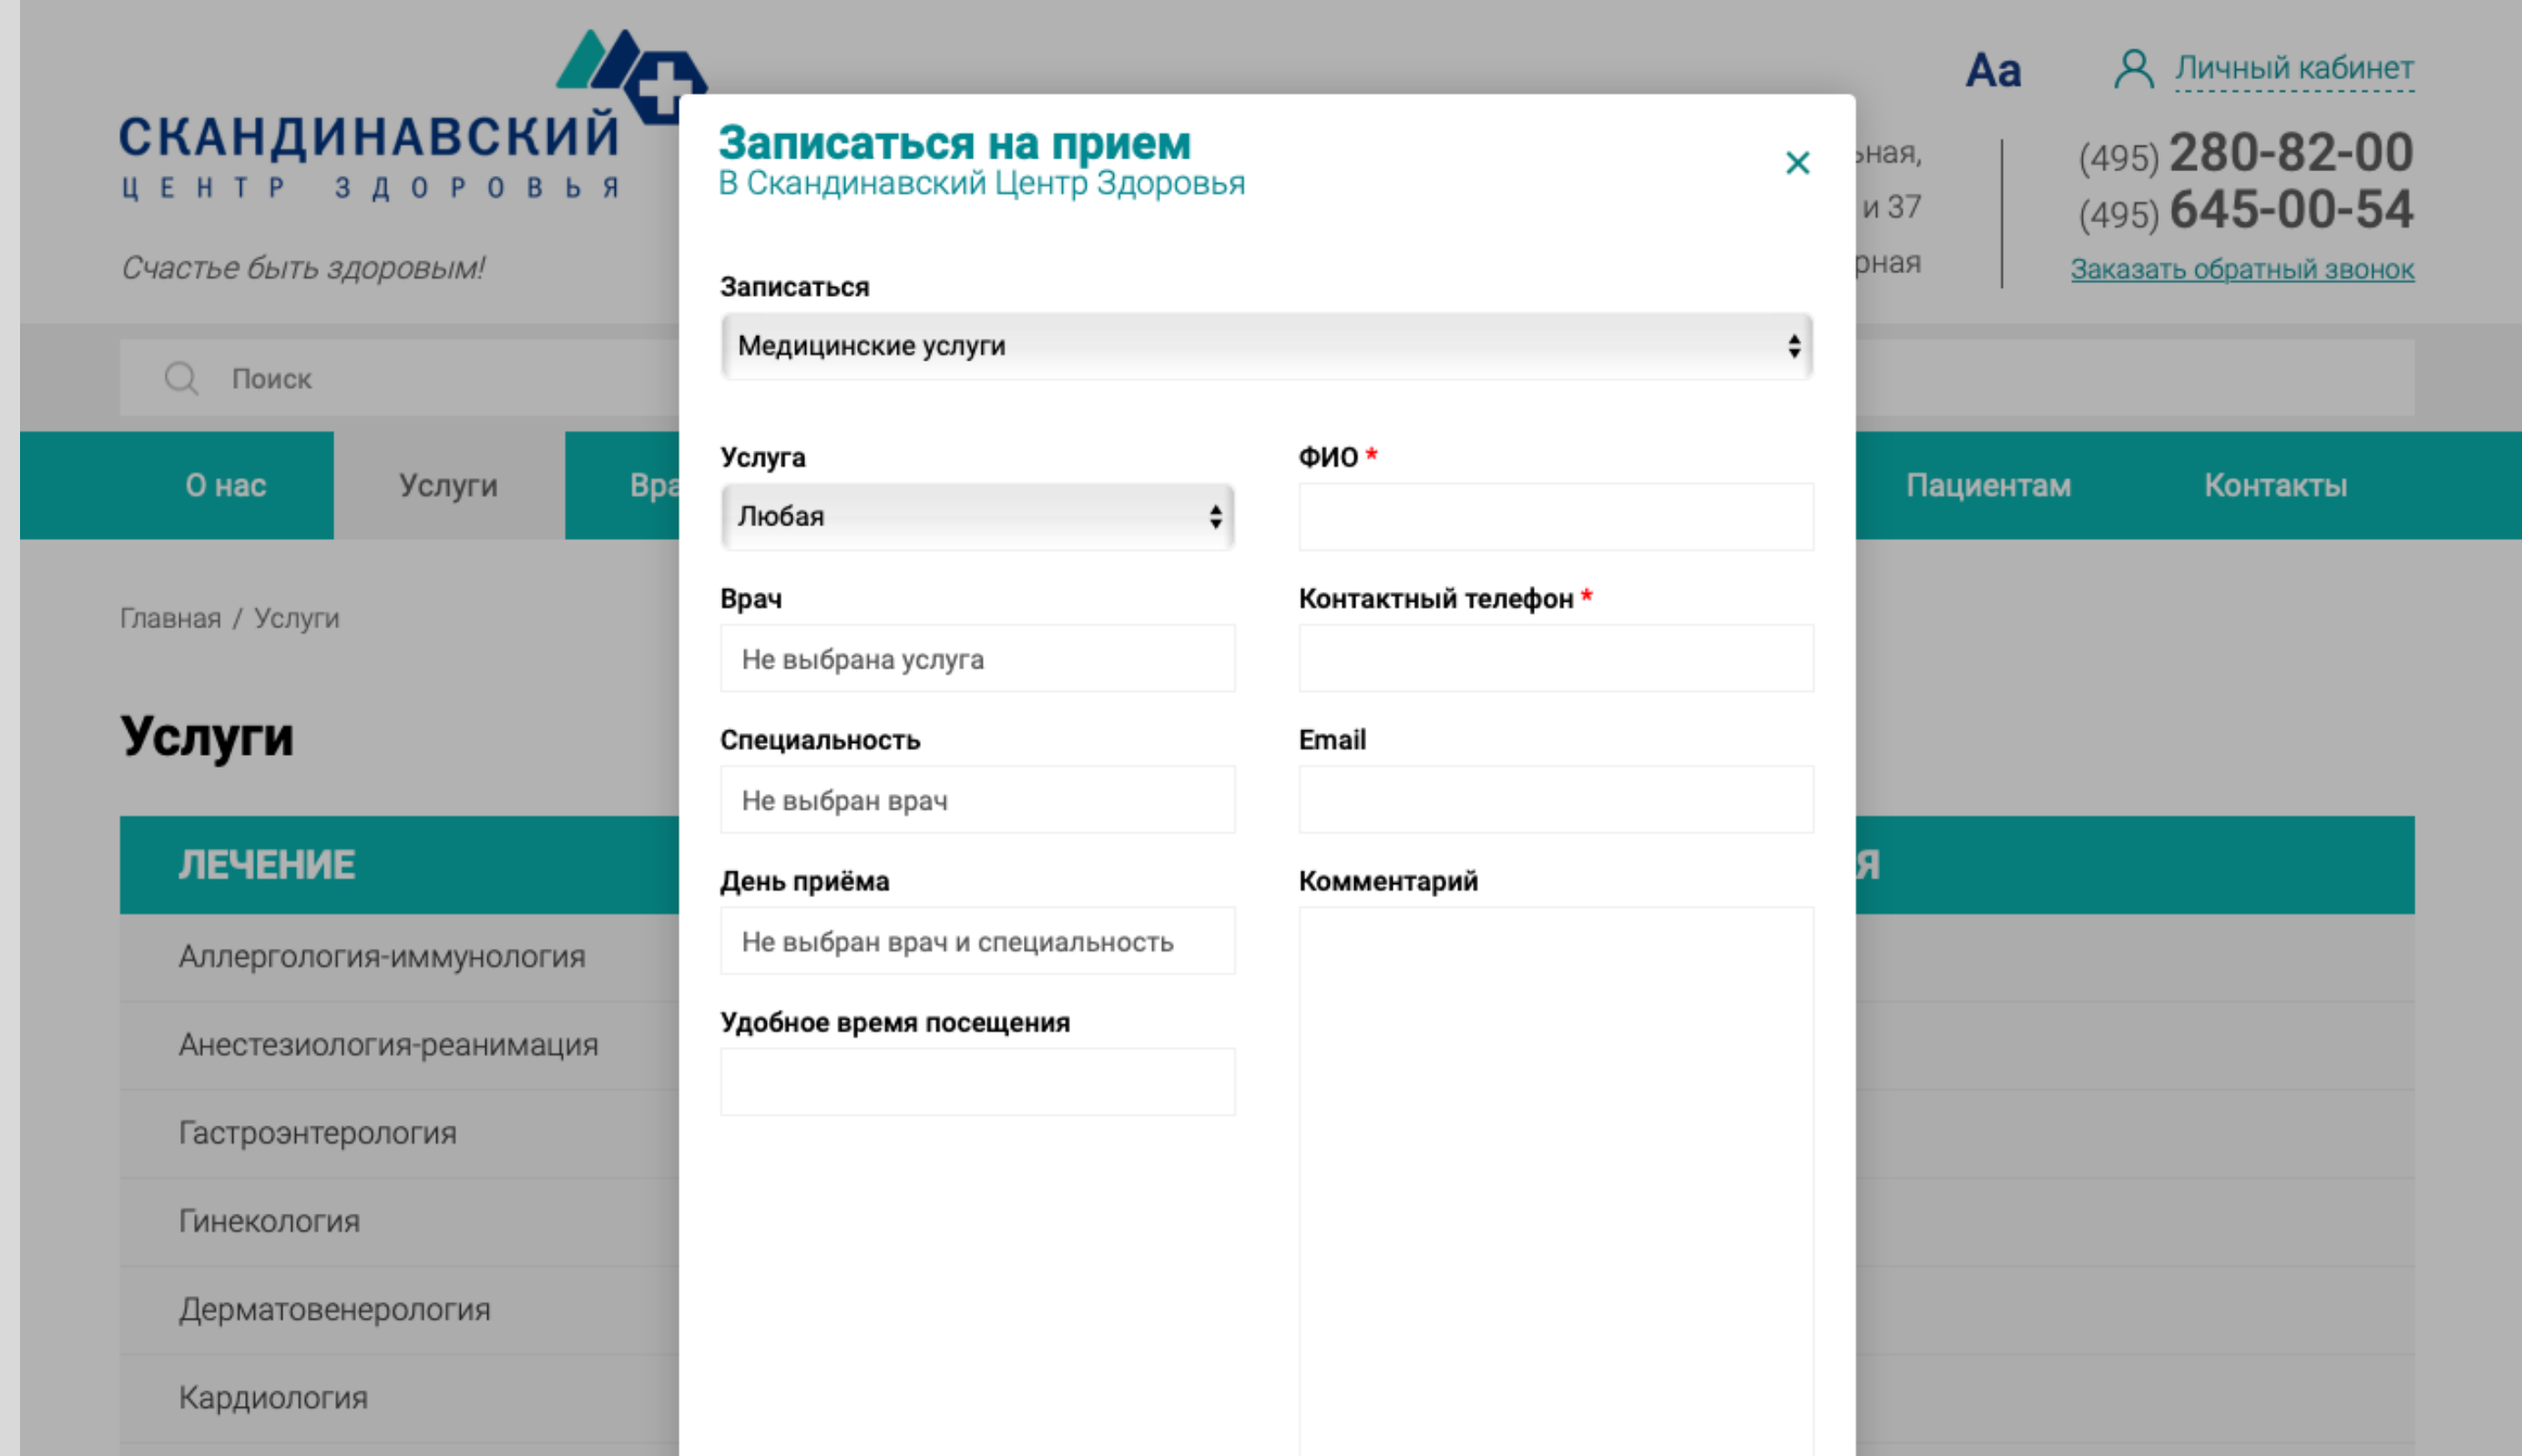 СКАНДИНАВСКИЙ
ЦЕНТР ЗДОРОВЬЯ
Счастье быть здоровым!
Aa
Личный кабинет
и 37
(495) 280-82-00
(495) 645-00-54
Заказать обратный звонок
Поиск
О нас
Услуги
Пациентам
Контакты
Главная / Услуги
Услуги
ЛЕЧЕНИЕ
Аллергология-иммунология
Анестезиология-реанимация
Гастроэнтерология
Гинекология
Дерматовенерология
Кардиология
Записаться на прием
В Скандинавский Центр Здоровья
×
Записаться
Медицинские услуги
Услуга
Любая
Врач
Не выбрана услуга
Специальность
Не выбран врач
День приёма
Не выбран врач и специальность
Удобное время посещения
ФИО *
Контактный телефон *
Email
Комментарий